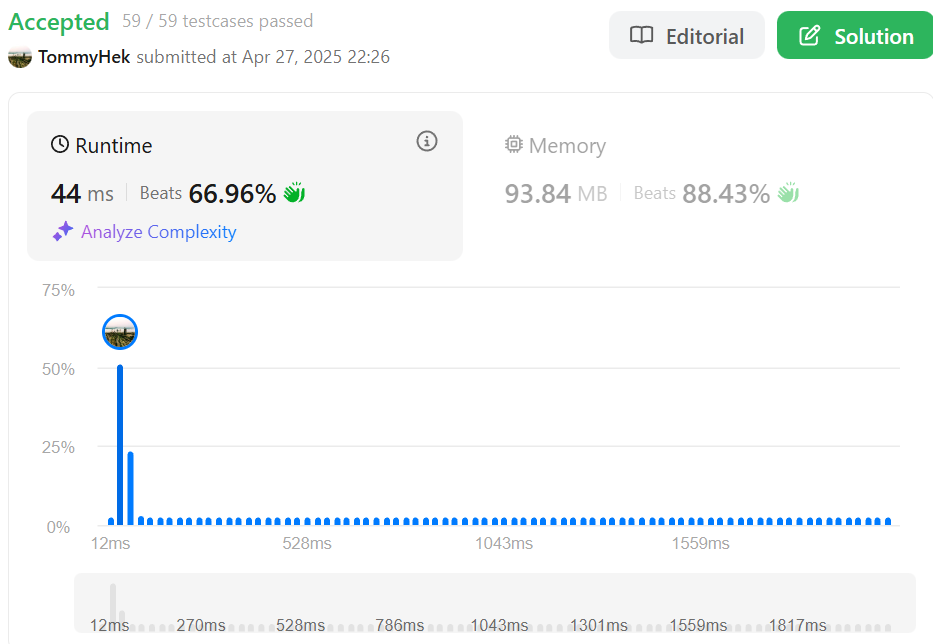 Accepted 59 / 59 testcases passed
Editorial
Solution
TommyHek submitted at Apr 27, 2025 22:26
Runtime
44 ms Beats 66.96%
Analyze Complexity
Memory
93.84 MB Beats 88.43%
75%
50%
25%
0%
12ms 528ms 1043ms 1559ms
12ms 270ms 528ms 786ms 1043ms 1301ms 1559ms 1817ms